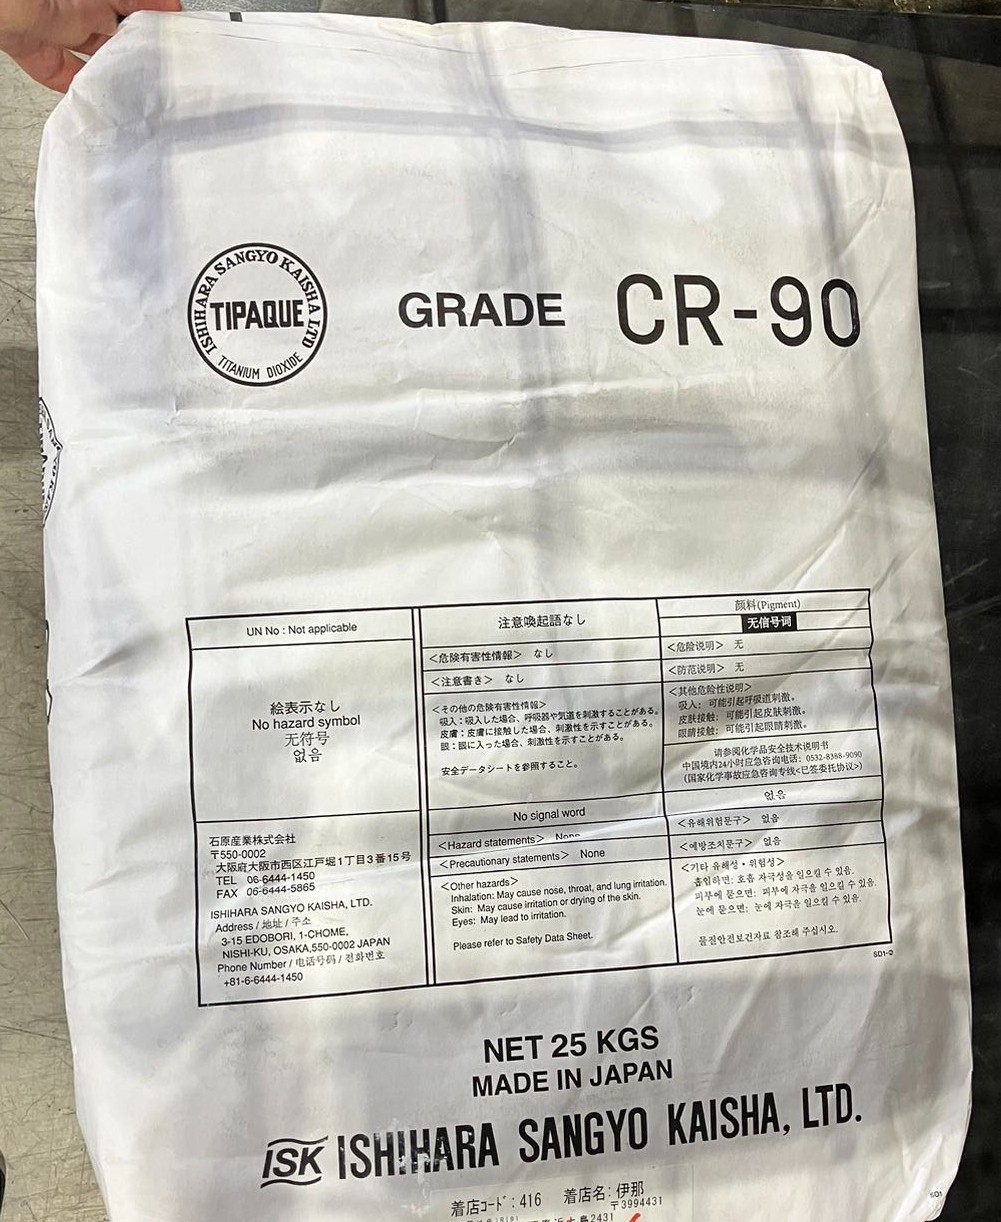 ISHIHARA SANGYO KAISHA LTD
TIPAQUE
TITANIUM DIOXIDE
GRADE CR-90
UN No : Not applicable
絵表示なし
No hazard symbol
无符号
없음
石原産業株式会社
〒550-0002
大阪府大阪市西区江戸堀1丁目3番15号
TEL 06-6444-1450
FAX 06-6444-5865
ISHIHARA SANGYO KAISHA, LTD.
Address / 地址 / 주소
3-15 EDOBORI, 1-CHOME,
NISHI-KU, OSAKA,550-0002 JAPAN
Phone Number / 电话号码 / 전화번호
+81-6-6444-1450
注意喚起語なし
<危険有害性情報> なし
<注意書き> なし
<その他の危険有害性情報>
吸入:吸入した場合、呼吸器や気道を刺激することがある。
皮膚:皮膚に接触した場合、刺激性を示すことがある。
眼:眼に入った場合、刺激性を示すことがある。
安全データシートを参照すること。
No signal word
<Hazard statements> None
<Precautionary statements> None
<Other hazards>
Inhalation: May cause nose, throat, and lung irritation.
Skin: May cause irritation or drying of the skin.
Eyes: May lead to irritation.
Please refer to Safety Data Sheet.
颜料(Pigment)
无信号词
<危险说明> 无
<防范说明> 无
<其他危险性说明>
吸入: 可能引起呼吸道刺激。
皮肤接触: 可能引起皮肤刺激。
眼睛接触: 可能引起眼睛刺激。
请参阅化学品安全技术说明书
中国境内24小时应急咨询电话: 0532-8388-9090
(国家化学事故应急咨询专线<已签委托协议>)
없음
<유해위험문구> 없음
<예방조치문구> 없음
<기타 유해성・위험성>
흡입하면: 호흡 자극성을 일으킬 수 있음.
피부에 묻으면: 피부에 자극을 일으킬 수 있음.
눈에 묻으면: 눈에 자극을 일으킬 수 있음.
물질안전보건자료 참조해 주십시오.
SD1-②
NET 25 KGS
MADE IN JAPAN
ISK ISHIHARA SANGYO KAISHA, LTD.
着店コード:416 着店名:伊那
〒3994431
2431
SD1